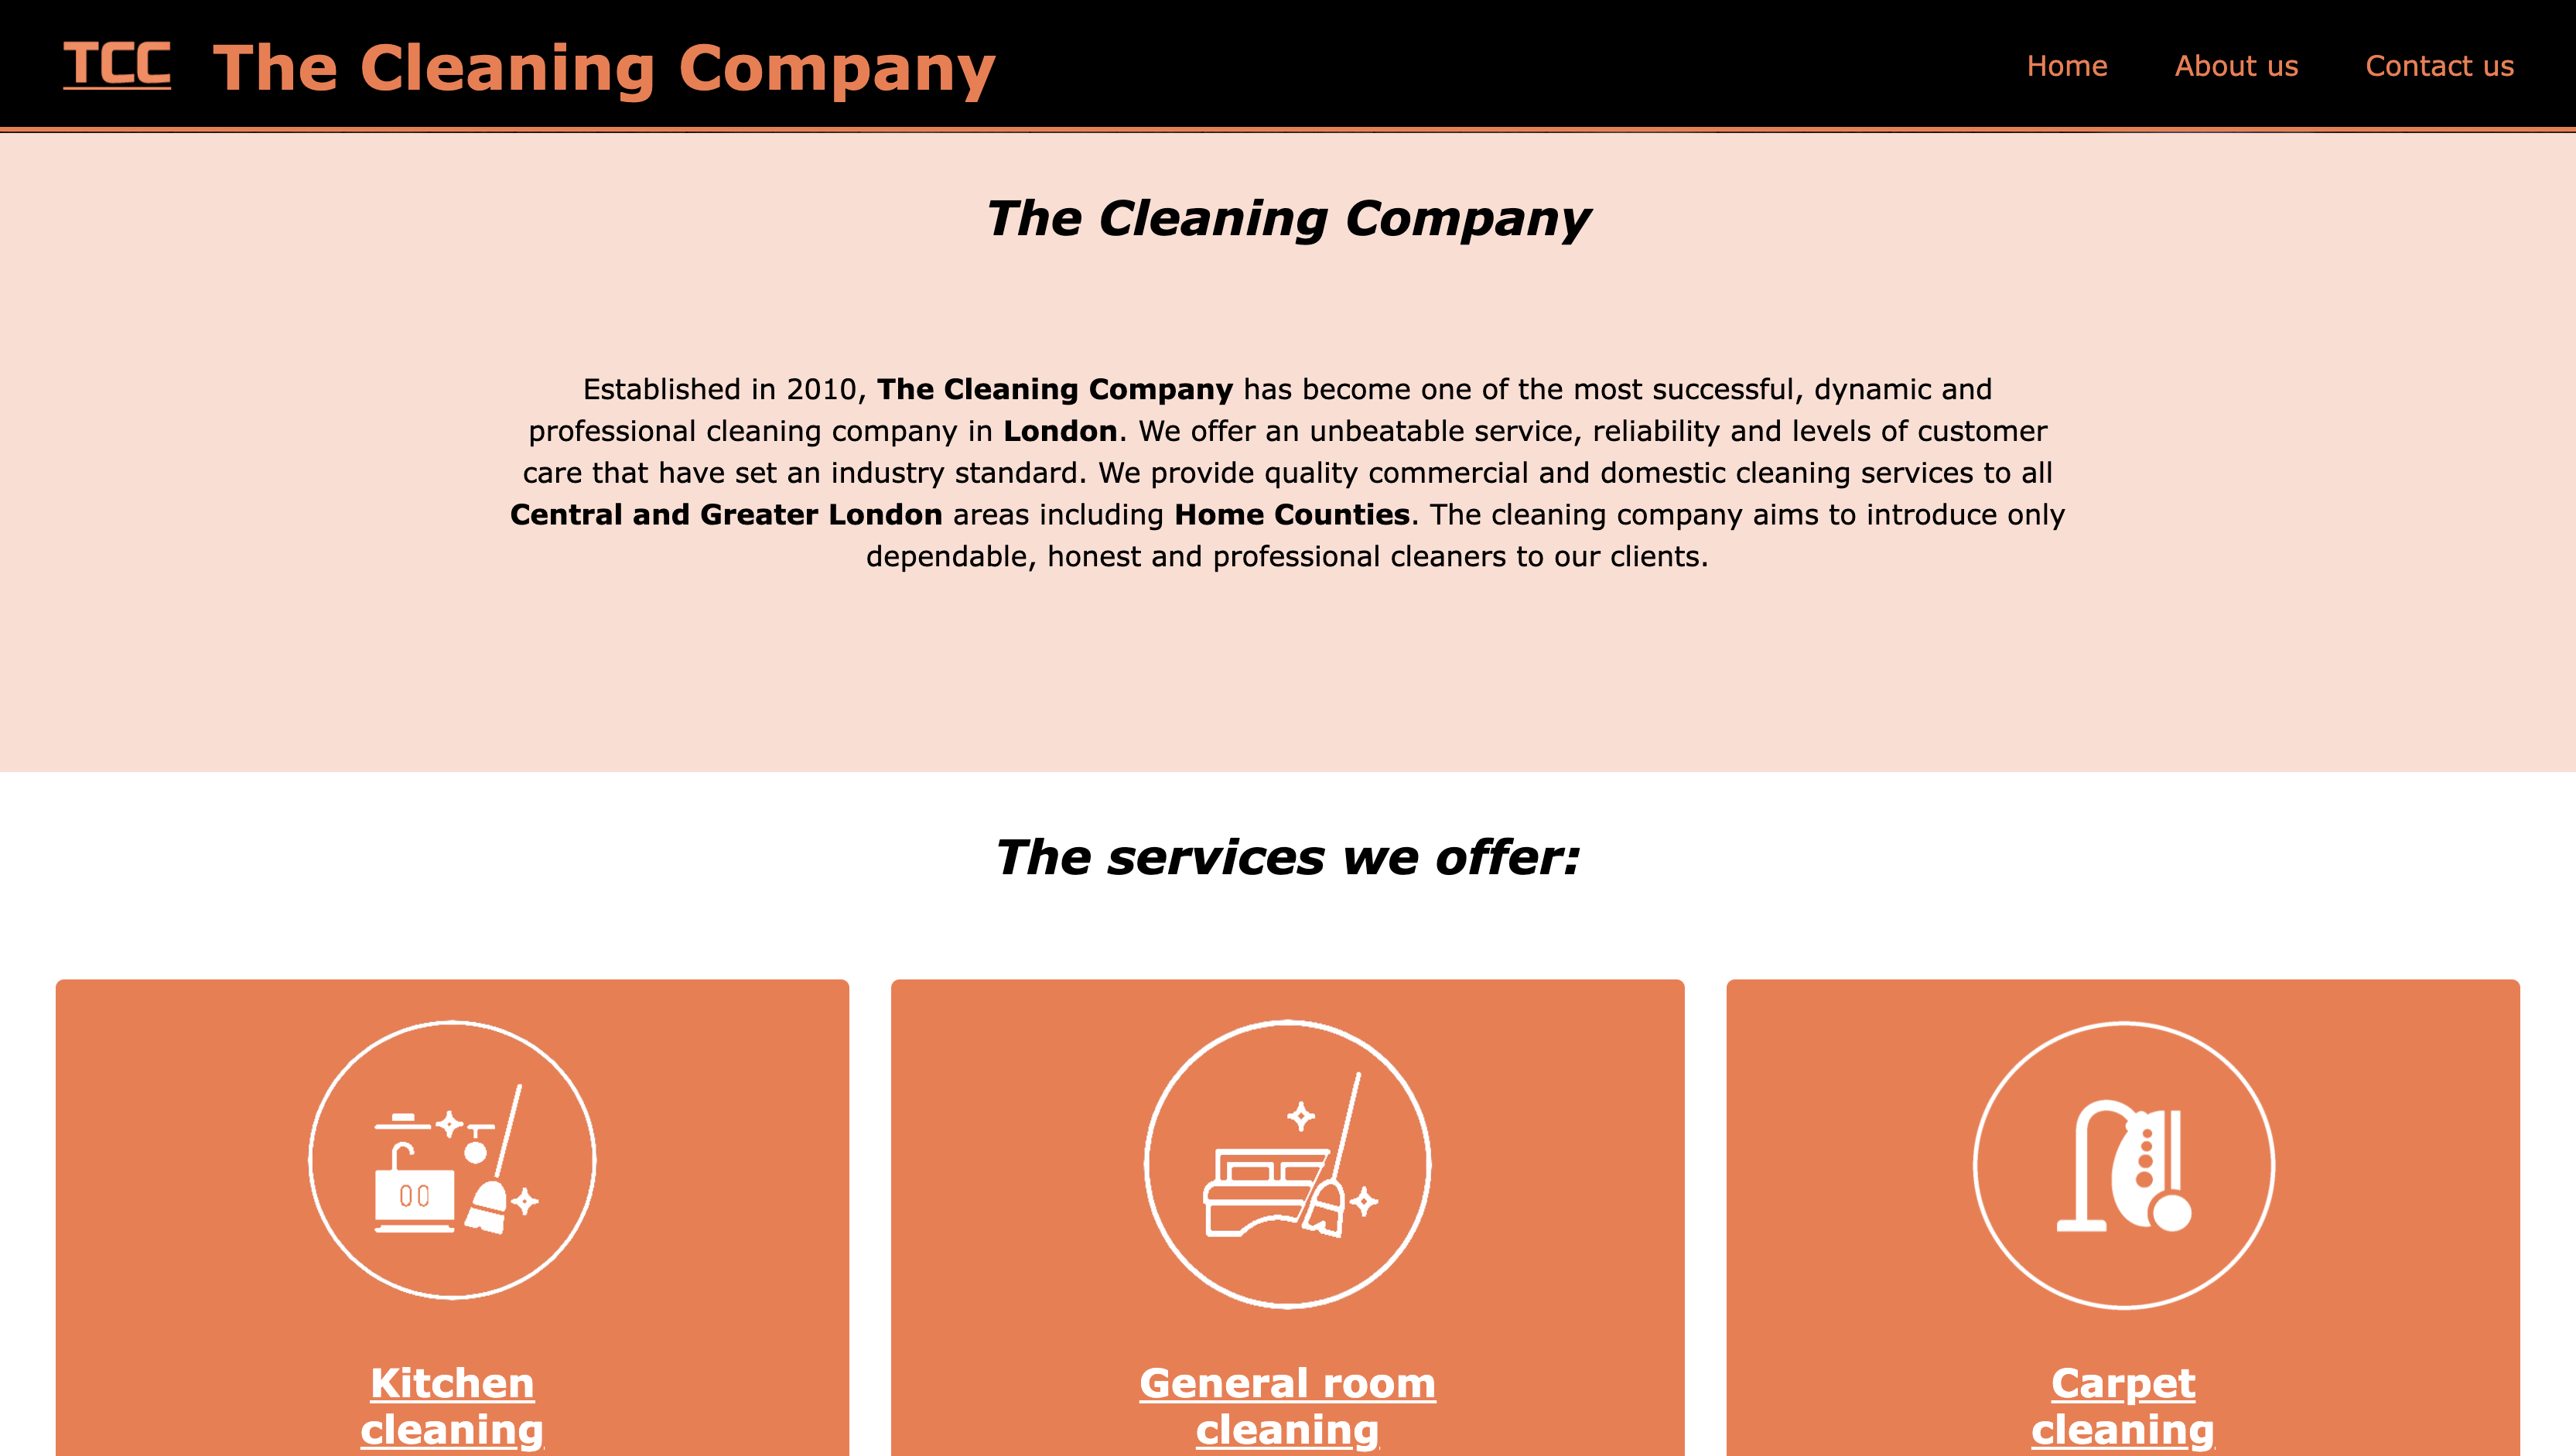 TCC The Cleaning Company
Home About us Contact us
The Cleaning Company
Established in 2010, The Cleaning Company has become one of the most successful, dynamic and
professional cleaning company in London. We offer an unbeatable service, reliability and levels of customer
care that have set an industry standard. We provide quality commercial and domestic cleaning services to all
Central and Greater London areas including Home Counties. The cleaning company aims to introduce only
dependable, honest and professional cleaners to our clients.
The services we offer:
Kitchen
cleaning
General room
cleaning
Carpet
cleaning